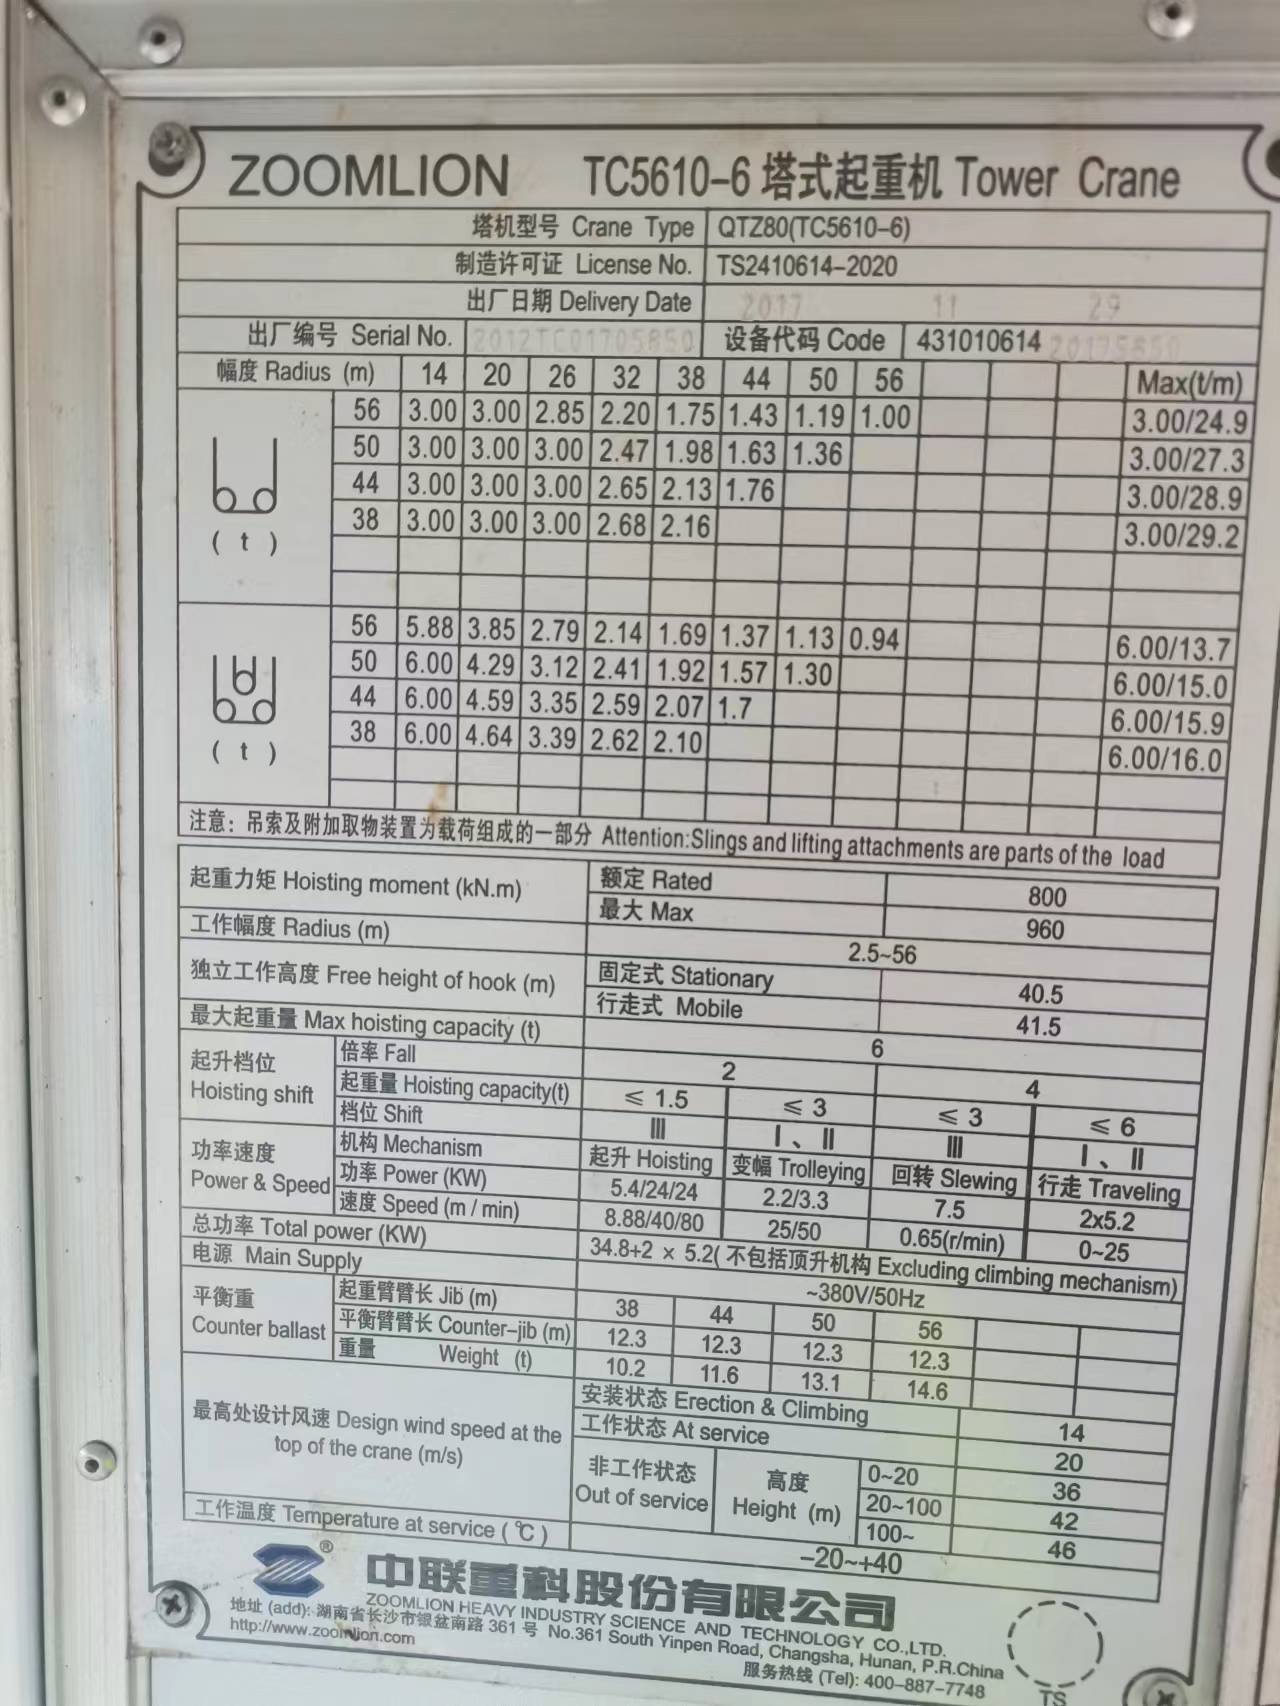 ZOOMLION TC5610-6 塔式起重机 Tower Crane
塔机型号 Crane Type QTZ80(TC5610-6)
制造许可证 License No. TS2410614-2020
出厂日期 Delivery Date 2017 11 29
出厂编号 Serial No. 2012TC01705850 设备代码 Code 431010614 20175850
幅度 Radius (m) 14 20 26 32 38 44 50 56 Max(t/m)
56 3.00 3.00 2.85 2.20 1.75 1.43 1.19 1.00 3.00/24.9
50 3.00 3.00 3.00 2.47 1.98 1.63 1.36 3.00/27.3
44 3.00 3.00 3.00 2.65 2.13 1.76 3.00/28.9
38 3.00 3.00 3.00 2.68 2.16 3.00/29.2
( t )
56 5.88 3.85 2.79 2.14 1.69 1.37 1.13 0.94 6.00/13.7
50 6.00 4.29 3.12 2.41 1.92 1.57 1.30 6.00/15.0
44 6.00 4.59 3.35 2.59 2.07 1.7 6.00/15.9
38 6.00 4.64 3.39 2.62 2.10 6.00/16.0
( t )
注意: 吊索及附加取物装置为载荷组成的一部分 Attention:Slings and lifting attachments are parts of the load
起重力矩 Hoisting moment (kN.m) 额定 Rated 800
最大 Max 960
工作幅度 Radius (m) 2.5~56
独立工作高度 Free height of hook (m) 固定式 Stationary 40.5
行走式 Mobile 41.5
最大起重量 Max hoisting capacity (t) 6
起升档位 Hoisting shift 倍率 Fall 2 4
起重量 Hoisting capacity(t) ≤ 1.5 ≤ 3 ≤ 3 ≤ 6
档位 Shift Ⅲ Ⅰ、Ⅱ Ⅲ Ⅰ、Ⅱ
功率速度 Power & Speed 机构 Mechanism 起升 Hoisting 变幅 Trolleying 回转 Slewing 行走 Traveling
功率 Power (KW) 5.4/24/24 2.2/3.3 7.5 2x5.2
速度 Speed (m / min) 8.88/40/80 25/50 0.65(r/min) 0~25
总功率 Total power (KW) 34.8+2 × 5.2( 不包括顶升机构 Excluding climbing mechanism)
电源 Main Supply ~380V/50Hz
平衡重 Counter ballast 起重臂臂长 Jib (m) 38 44 50 56
平衡臂臂长 Counter-jib (m) 12.3 12.3 12.3 12.3
重量 Weight (t) 10.2 11.6 13.1 14.6
最高处设计风速 Design wind speed at the top of the crane (m/s) 安装状态 Erection & Climbing 14
工作状态 At service 20
非工作状态 Out of service 高度 Height (m) 0~20 36
20~100 42
100~ 46
工作温度 Temperature at service ( ℃ ) -20~+40
® 中联重科股份有限公司
ZOOMLION HEAVY INDUSTRY SCIENCE AND TECHNOLOGY CO.,LTD.
地址 (add): 湖南省长沙市银盆南路 361 号 No.361 South Yinpen Road, Changsha, Hunan, P.R.China
http://www.zoomlion.com 服务热线 (Tel): 400-887-7748
TS